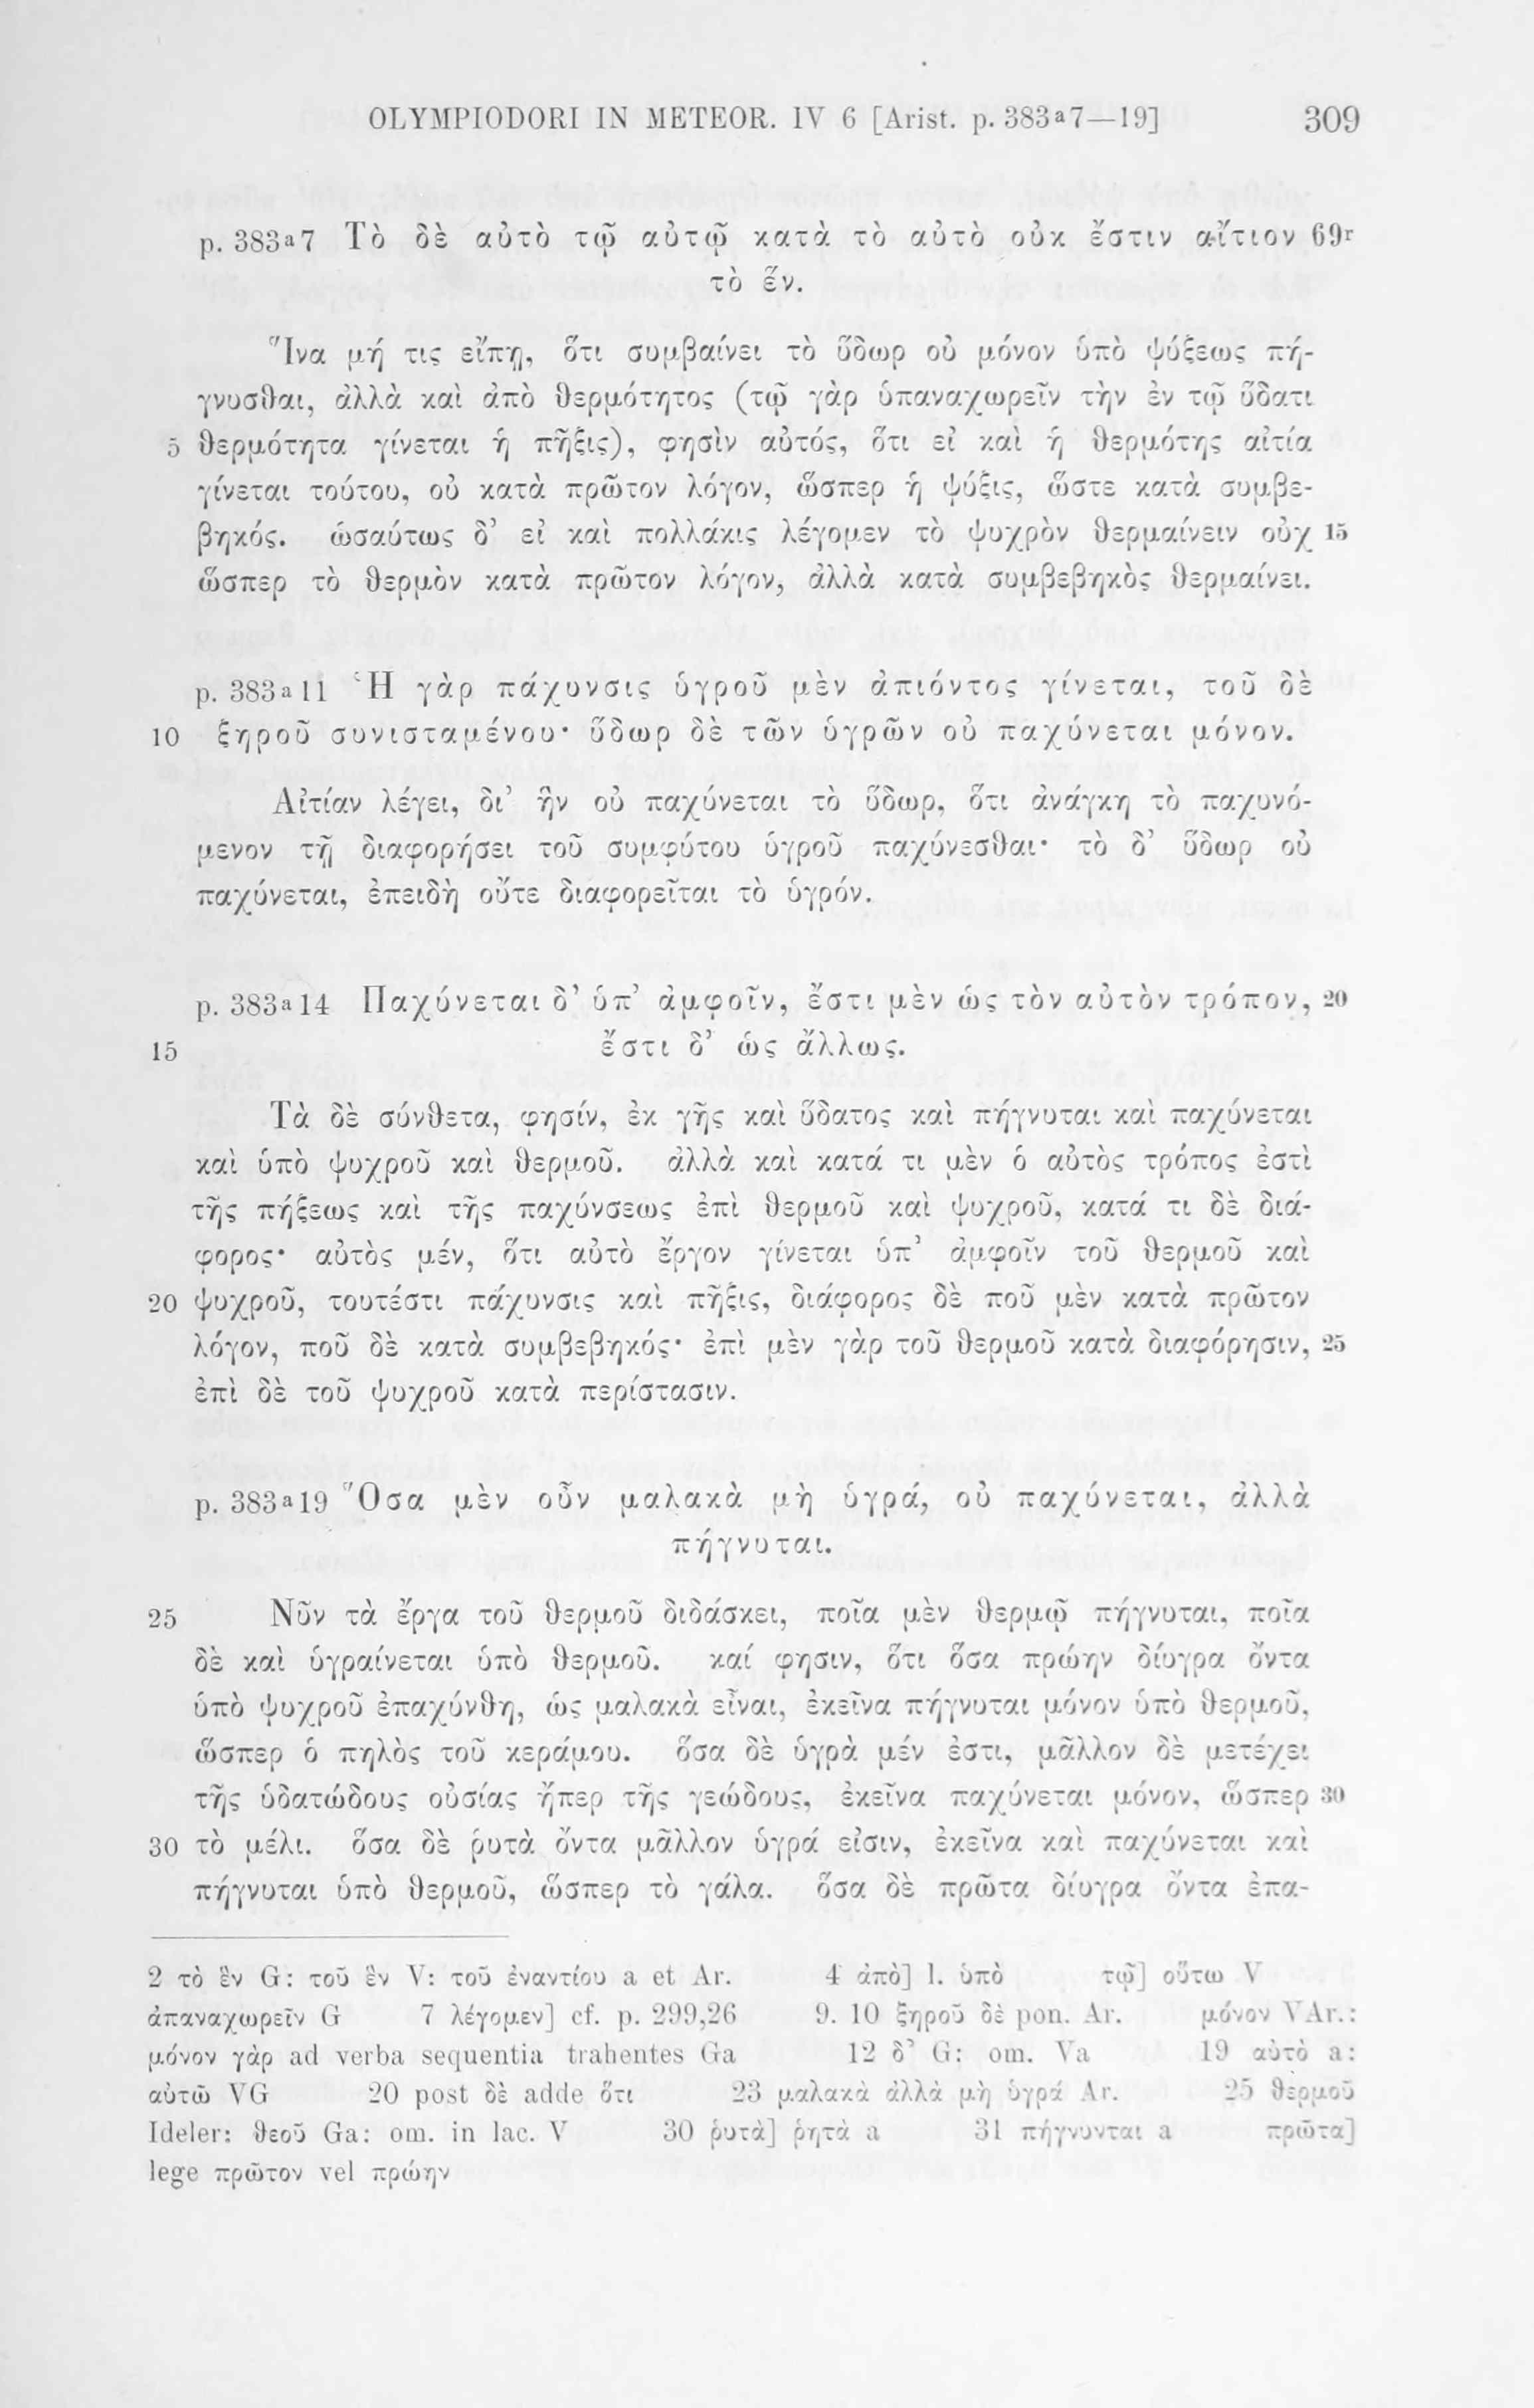 OLYMPIODORI IN METEOR. IV 6 [Arist. p. 383ª7—19] 309
p. 383ª7 Τὸ δὲ αὐτὸ τῷ αὐτῷ κατὰ τὸ αὐτὸ οὐκ ἔστιν αἴτιον 69ʳ
τὸ ἕν.
Ἵνα μή τις εἴπῃ, ὅτι συμβαίνει τὸ ὕδωρ οὐ μόνον ὑπὸ ψύξεως πή-
γνυσθαι, ἀλλὰ καὶ ἀπὸ θερμότητος (τῷ γὰρ ὑπαναχωρεῖν τὴν ἐν τῷ ὕδατι
5 θερμότητα γίνεται ἡ πῆξις), φησὶν αὐτός, ὅτι εἰ καὶ ἡ θερμότης αἰτία
γίνεται τούτου, οὐ κατὰ πρῶτον λόγον, ὥσπερ ἡ ψύξις, ὥστε κατὰ συμβε-
βηκός. ὡσαύτως δ’ εἰ καὶ πολλάκις λέγομεν τὸ ψυχρὸν θερμαίνειν οὐχ 15
ὥσπερ τὸ θερμὸν κατὰ πρῶτον λόγον, ἀλλὰ κατὰ συμβεβηκὸς θερμαίνει.
p. 383ª11 Ἡ γὰρ πάχυνσις ὑγροῦ μὲν ἀπιόντος γίνεται, τοῦ δὲ
10 ξηροῦ συνισταμένου· ὕδωρ δὲ τῶν ὑγρῶν οὐ παχύνεται μόνον.
Αἰτίαν λέγει, δι’ ἣν οὐ παχύνεται τὸ ὕδωρ, ὅτι ἀνάγκη τὸ παχυνό-
μενον τῇ διαφορήσει τοῦ συμφύτου ὑγροῦ παχύνεσθαι· τὸ δ’ ὕδωρ οὐ
παχύνεται, ἐπειδὴ οὔτε διαφορεῖται τὸ ὑγρόν.
p. 383ª14 Παχύνεται δ’ ὑπ’ ἀμφοῖν, ἔστι μὲν ὡς τὸν αὐτὸν τρόπον, 20
15 ἔστι δ’ ὡς ἄλλως.
Τὰ δὲ σύνθετα, φησίν, ἐκ γῆς καὶ ὕδατος καὶ πήγνυται καὶ παχύνεται
καὶ ὑπὸ ψυχροῦ καὶ θερμοῦ. ἀλλὰ καὶ κατά τι μὲν ὁ αὐτὸς τρόπος ἐστὶ
τῆς πήξεως καὶ τῆς παχύνσεως ἐπὶ θερμοῦ καὶ ψυχροῦ, κατά τι δὲ διά-
φορος· αὐτὸς μέν, ὅτι αὐτὸ ἔργον γίνεται ὑπ’ ἀμφοῖν τοῦ θερμοῦ καὶ
20 ψυχροῦ, τουτέστι πάχυνσις καὶ πῆξις, διάφορος δὲ ποῦ μὲν κατὰ πρῶτον
λόγον, ποῦ δὲ κατὰ συμβεβηκός· ἐπὶ μὲν γὰρ τοῦ θερμοῦ κατὰ διαφόρησιν, 25
ἐπὶ δὲ τοῦ ψυχροῦ κατὰ περίστασιν.
p. 383ª19 Ὅσα μὲν οὖν μαλακὰ μὴ ὑγρά, οὐ παχύνεται, ἀλλὰ
πήγνυται.
25 Νῦν τὰ ἔργα τοῦ θερμοῦ διδάσκει, ποῖα μὲν θερμῷ πήγνυται, ποῖα
δὲ καὶ ὑγραίνεται ὑπὸ θερμοῦ. καί φησιν, ὅτι ὅσα πρώην δίυγρα ὄντα
ὑπὸ ψυχροῦ ἐπαχύνθη, ὡς μαλακὰ εἶναι, ἐκεῖνα πήγνυται μόνον ὑπὸ θερμοῦ,
ὥσπερ ὁ πηλὸς τοῦ κεράμου. ὅσα δὲ ὑγρὰ μέν ἐστι, μᾶλλον δὲ μετέχει
τῆς ὑδατώδους οὐσίας ἤπερ τῆς γεώδους, ἐκεῖνα παχύνεται μόνον, ὥσπερ 30
30 τὸ μέλι. ὅσα δὲ ῥυτὰ ὄντα μᾶλλον ὑγρά εἰσιν, ἐκεῖνα καὶ παχύνεται καὶ
πήγνυται ὑπὸ θερμοῦ, ὥσπερ τὸ γάλα. ὅσα δὲ πρῶτα δίυγρα ὄντα ἐπα-
2 τὸ ἓν G: τοῦ ἓν V: τοῦ ἐναντίου a et Ar. 4 ἀπὸ] l. ὑπὸ τῷ] οὕτω V
ἀπαναχωρεῖν G 7 λέγομεν] cf. p. 299,26 9. 10 ξηροῦ δὲ pon. Ar. μόνον VAr.:
μόνον γὰρ ad verba sequentia trahentes Ga 12 δ’ G: om. Va 19 αὐτὸ a:
αὐτῶ VG 20 post δὲ adde ὅτι 23 μαλακὰ ἀλλὰ μὴ ὑγρά Ar. 25 θερμοῦ
Ideler: θεοῦ Ga: om. in lac. V 30 ῥυτὰ] ῥητὰ a 31 πήγνυνται a πρῶτα]
lege πρῶτον vel πρώην